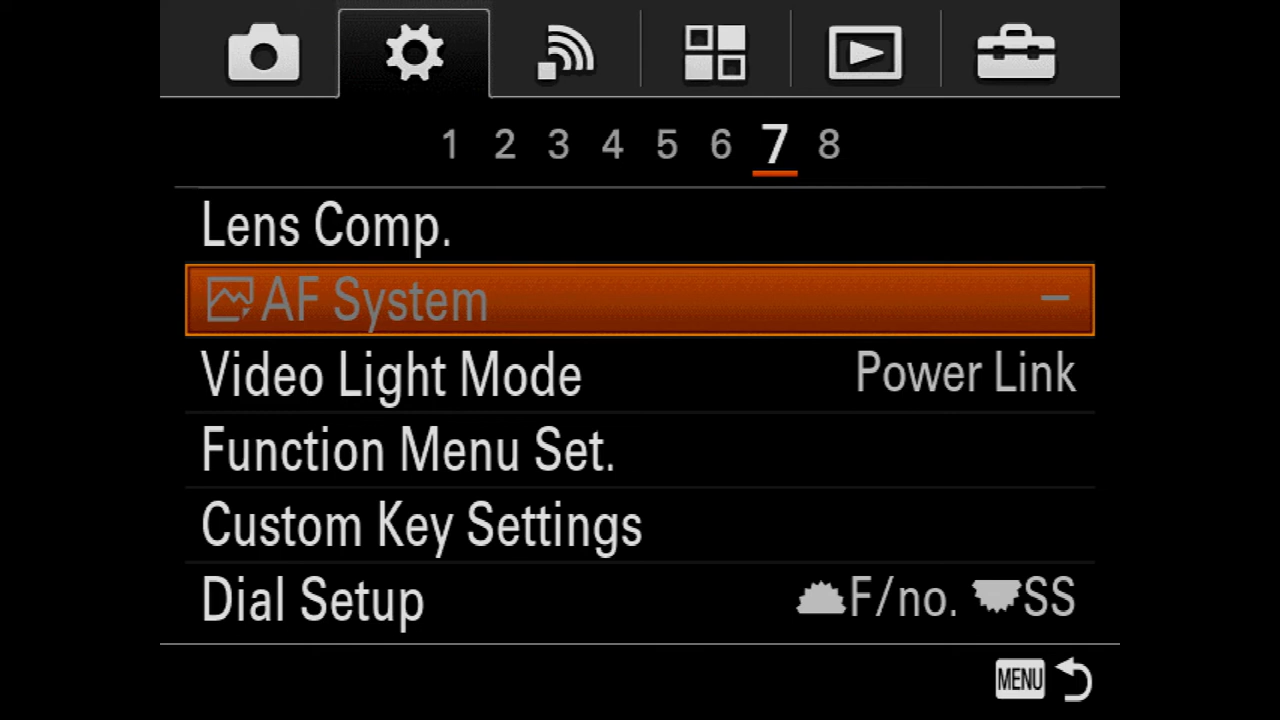 1 2 3 4 5 6 7 8
Lens Comp.
AF System –
Video Light Mode Power Link
Function Menu Set.
Custom Key Settings
Dial Setup F/no. SS
MENU